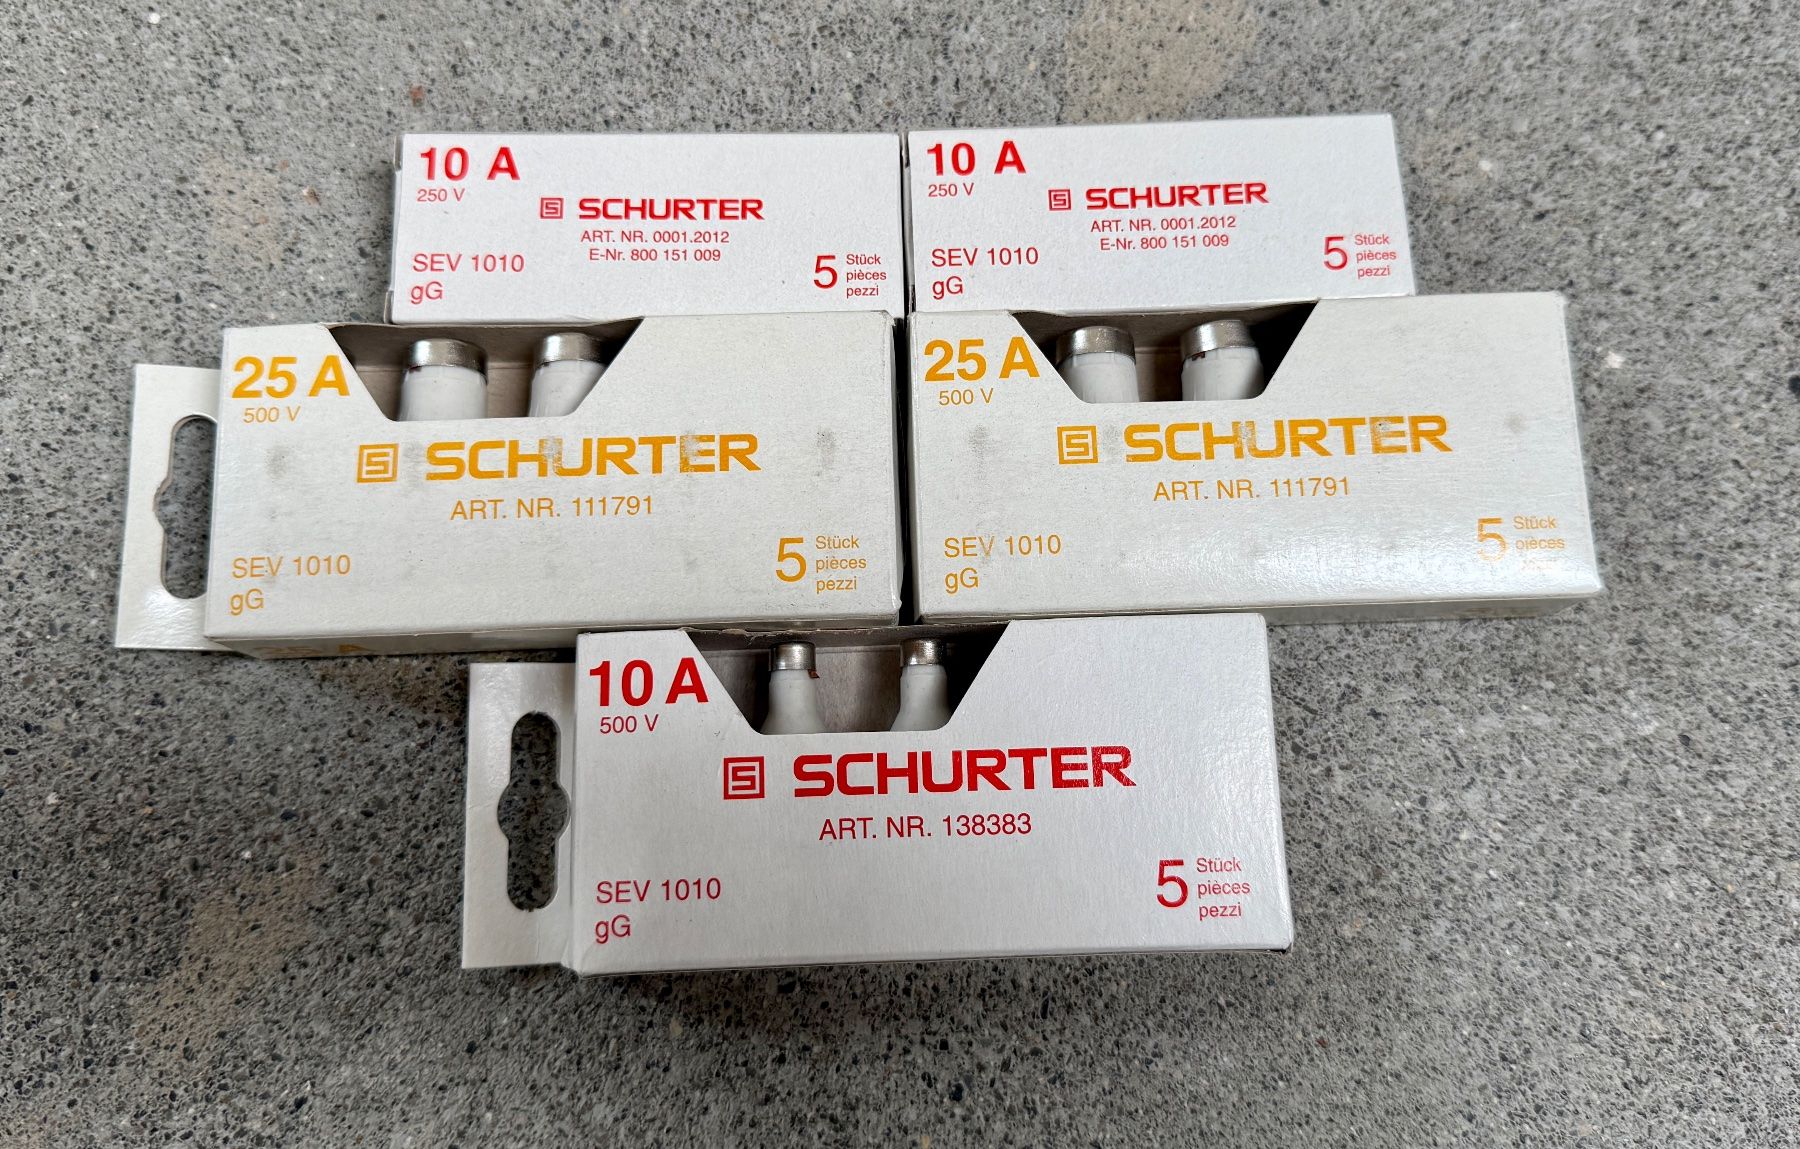 10 A
250 V
SCHURTER
ART. NR. 0001.2012
E-Nr. 800 151 009
SEV 1010
gG
5 Stück
pièces
pezzi
10 A
250 V
SCHURTER
ART. NR. 0001.2012
E-Nr. 800 151 009
SEV 1010
gG
5 Stück
pièces
pezzi
25 A
500 V
SCHURTER
ART. NR. 111791
SEV 1010
gG
5 Stück
pièces
pezzi
25 A
25 A
500 V
SCHURTER
ART. NR. 111791
SEV 1010
gG
5 Stück
pièces
10 A
500 V
SCHURTER
ART. NR. 138383
SEV 1010
gG
5 Stück
pièces
pezzi